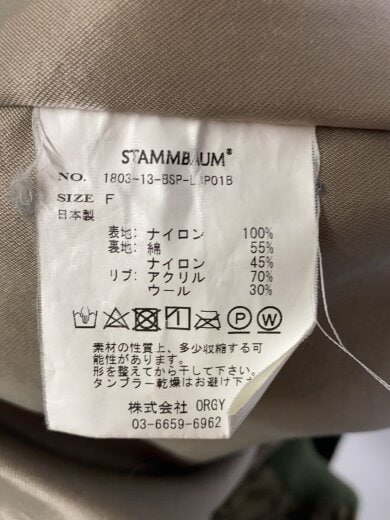 STAMMBAUM®
NO. 1803-13-BSP-L P01B
SIZE F
日本製
表地: ナイロン 100%
裏地: 綿 55%
ナイロン 45%
リブ: アクリル 70%
ウール 30%
P W
素材の性質上、多少収縮する可
能性があります。
形を整えてから干して下さい。
タンブラー乾燥はお避け下
株式会社 ORGY
03-6659-6962